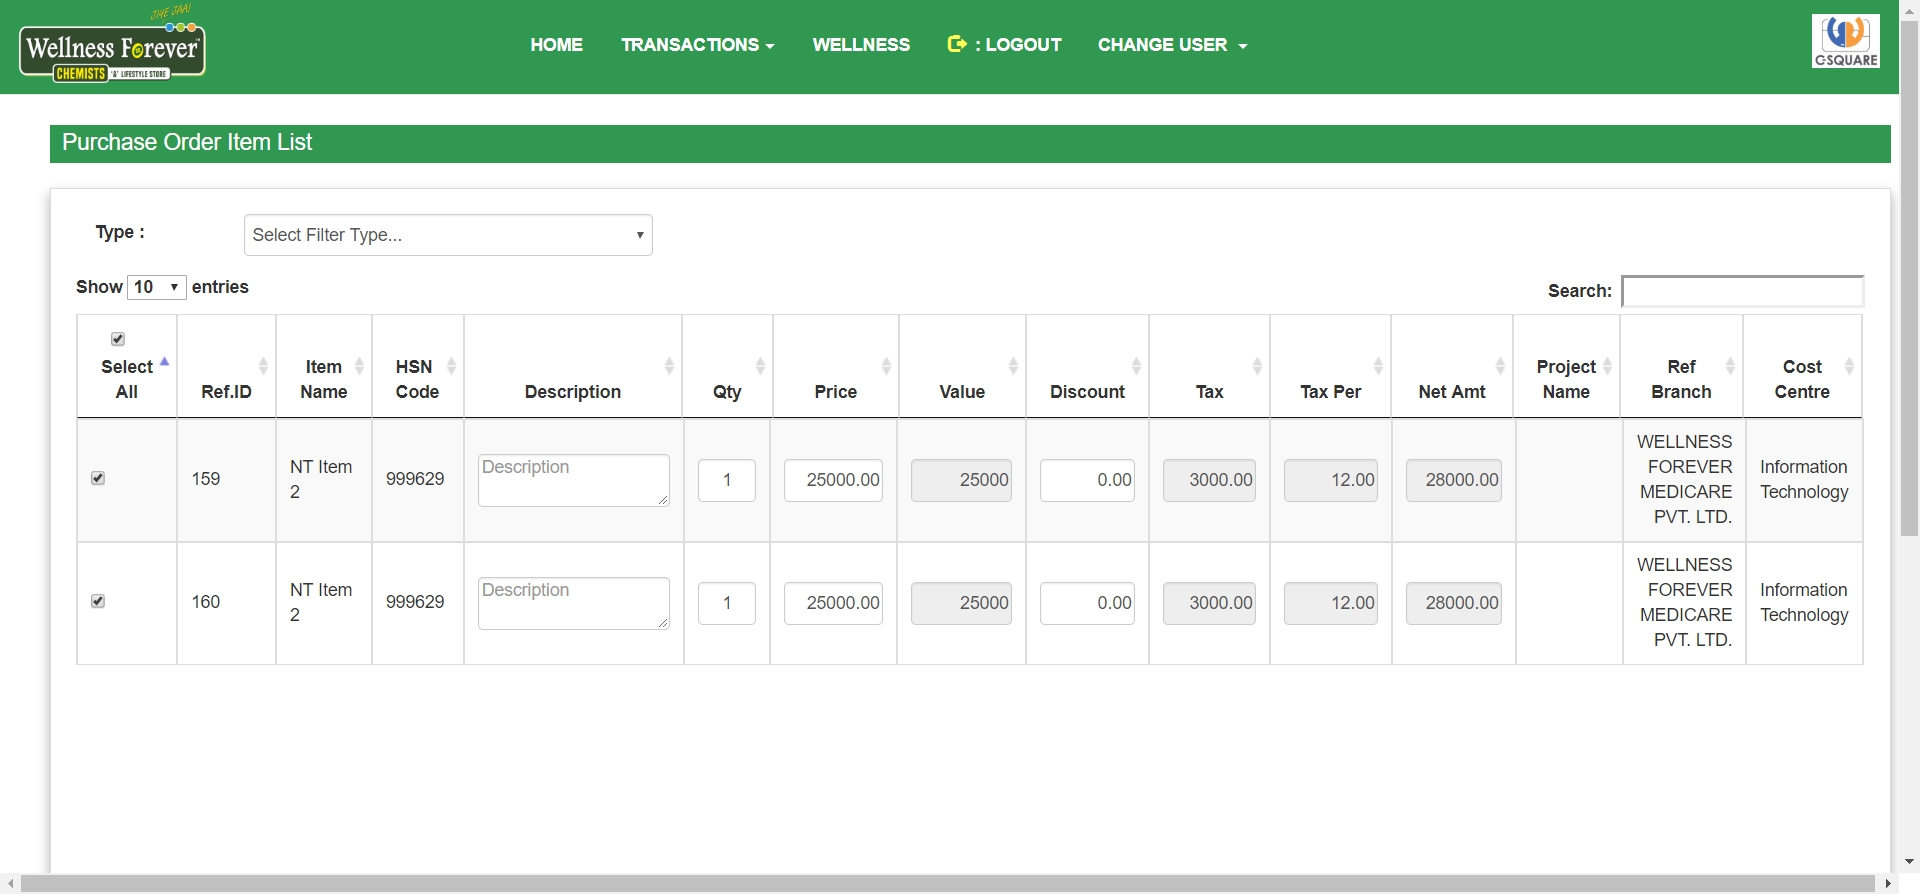 JIYE JAA!
Wellness Forever
CHEMISTS '&' LIFESTYLE STORE
HOME TRANSACTIONS WELLNESS : LOGOUT CHANGE USER
C-SQUARE
Purchase Order Item List
Type :
Select Filter Type...
Show 10 entries
Search:
Select All Ref.ID Item Name HSN Code Description Qty Price Value Discount Tax Tax Per Net Amt Project Name Ref Branch Cost Centre
159 NT Item 2 999629 Description 1 25000.00 25000 0.00 3000.00 12.00 28000.00 WELLNESS FOREVER MEDICARE PVT. LTD. Information Technology
160 NT Item 2 999629 Description 1 25000.00 25000 0.00 3000.00 12.00 28000.00 WELLNESS FOREVER MEDICARE PVT. LTD. Information Technology